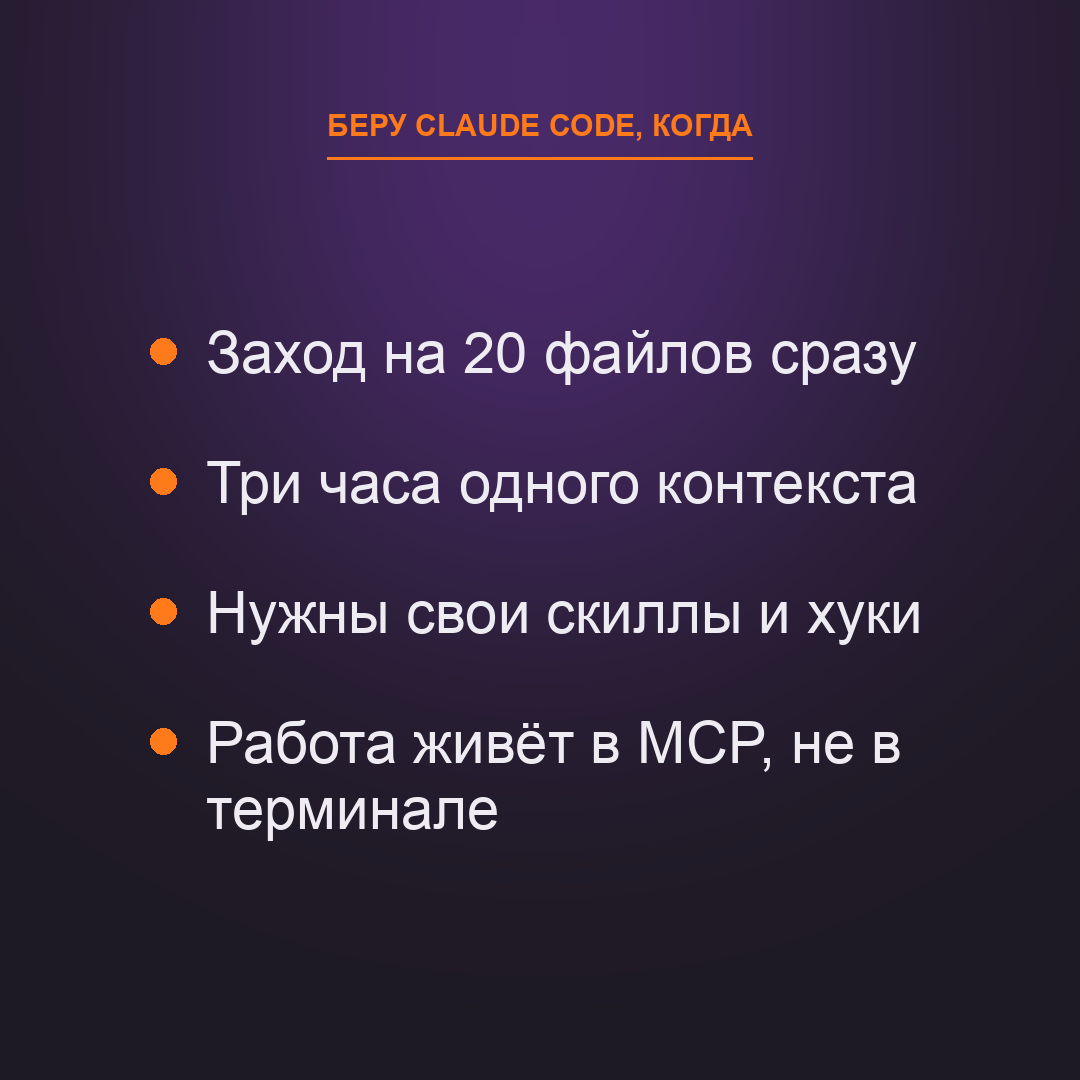 БЕРУ CLAUDE CODE, КОГДА
Заход на 20 файлов сразу
Три часа одного контекста
Нужны свои скиллы и хуки
Работа живёт в MCP, не в
терминале